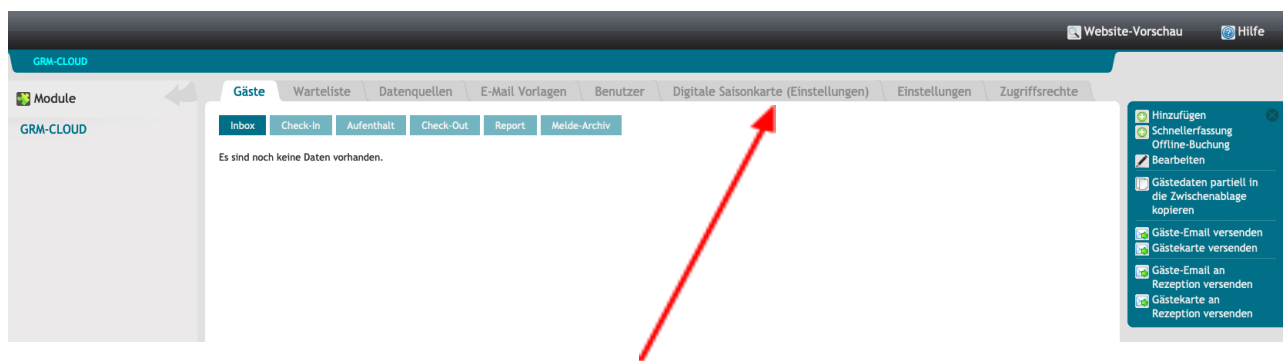 Website-Vorschau Hilfe
GRM-CLOUD
Module
GRM-CLOUD
Gäste Warteliste Datenquellen E-Mail Vorlagen Benutzer Digitale Saisonkarte (Einstellungen) Einstellungen Zugriffsrechte
Inbox Check-In Aufenthalt Check-Out Report Melde-Archiv
Es sind noch keine Daten vorhanden.
Hinzufügen
Schnellerfassung
Offline-Buchung
Bearbeiten
Gästedaten partiell in
die Zwischenablage
kopieren
Gäste-Email versenden
Gästekarte versenden
Gäste-Email an
Rezeption versenden
Gästekarte an
Rezeption versenden